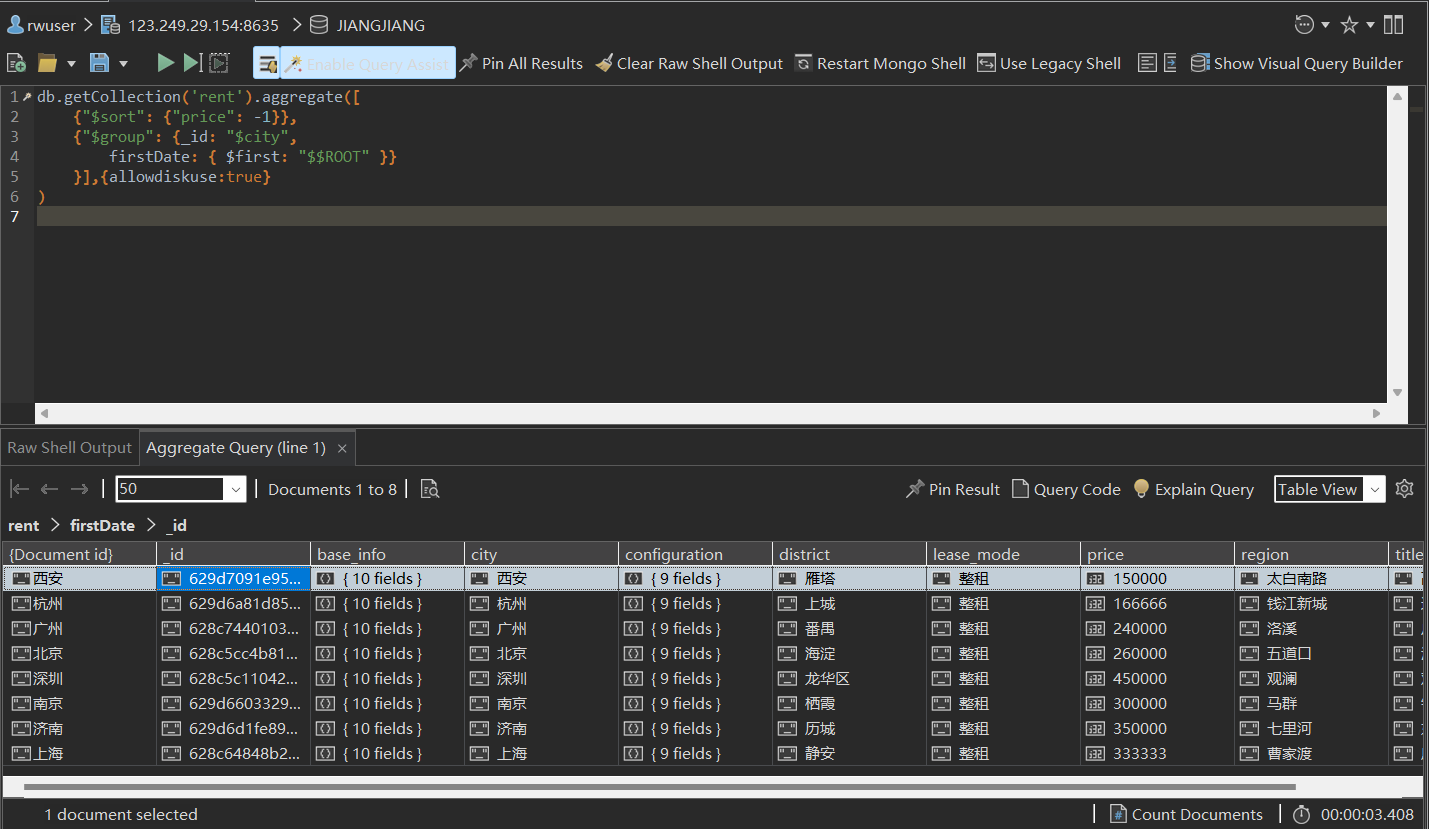 rwuser 123.249.29.154:8635 JIANGJIANG
Enable Query Assist Pin All Results Clear Raw Shell Output Restart Mongo Shell Use Legacy Shell Show Visual Query Builder
1 db.getCollection('rent').aggregate([
2 {"$sort": {"price": -1}},
3 {"$group": {_id: "$city",
4 firstDate: { $first: "$$ROOT" }}
5 }],{allowdiskuse:true}
6 )
7
Raw Shell Output Aggregate Query (line 1) ×
50 Documents 1 to 8 Pin Result Query Code Explain Query Table View
rent > firstDate > _id
{Document id} _id base_info city configuration district lease_mode price region title
西安 629d7091e95... { 10 fields } 西安 { 9 fields } 雁塔 整租 150000 太白南路
杭州 629d6a81d85... { 10 fields } 杭州 { 9 fields } 上城 整租 166666 钱江新城
广州 628c7440103... { 10 fields } 广州 { 9 fields } 番禺 整租 240000 洛溪
北京 628c5cc4b81... { 10 fields } 北京 { 9 fields } 海淀 整租 260000 五道口
深圳 628c5c11042... { 10 fields } 深圳 { 9 fields } 龙华区 整租 450000 观澜
南京 629d6603329... { 10 fields } 南京 { 9 fields } 栖霞 整租 300000 马群
济南 629d6d1fe89... { 10 fields } 济南 { 9 fields } 历城 整租 350000 七里河
上海 628c64848b2... { 10 fields } 上海 { 9 fields } 静安 整租 333333 曹家渡
1 document selected Count Documents 00:00:03.408